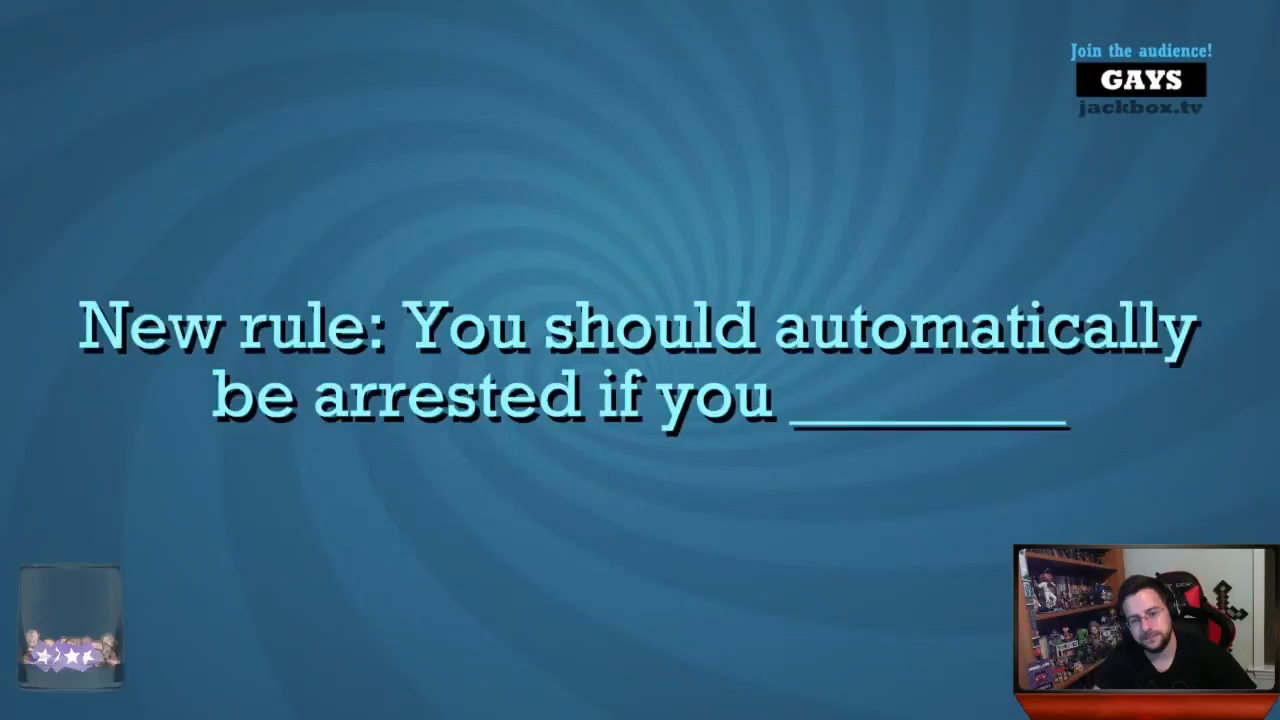 Join the audience!
GAYS
jackbox.tv
New rule: You should automatically
be arrested if you ________